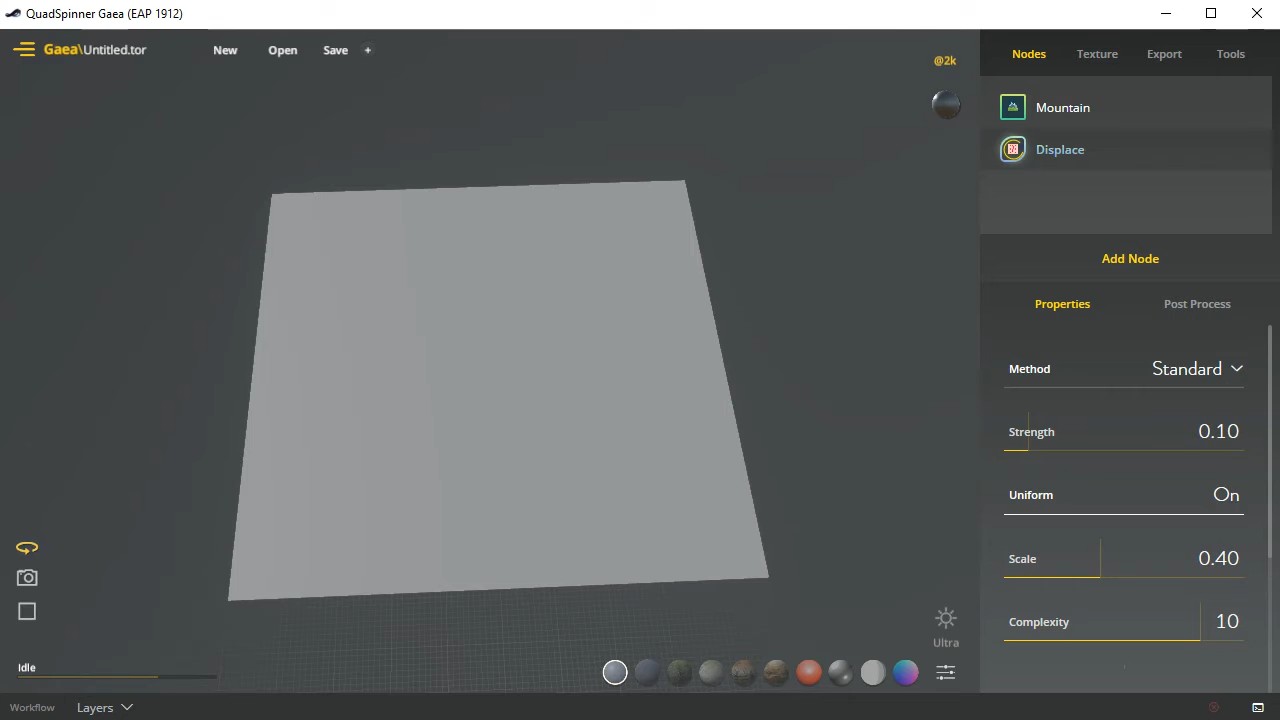 QuadSpinner Gaea (EAP 1912)
Gaea\Untitled.tor
New
Open
Save
+
@2k
Nodes
Texture
Export
Tools
Mountain
Displace
Add Node
Properties
Post Process
Method
Standard
Strength
0.10
Uniform
On
Scale
0.40
Complexity
10
Ultra
Idle
Workflow
Layers